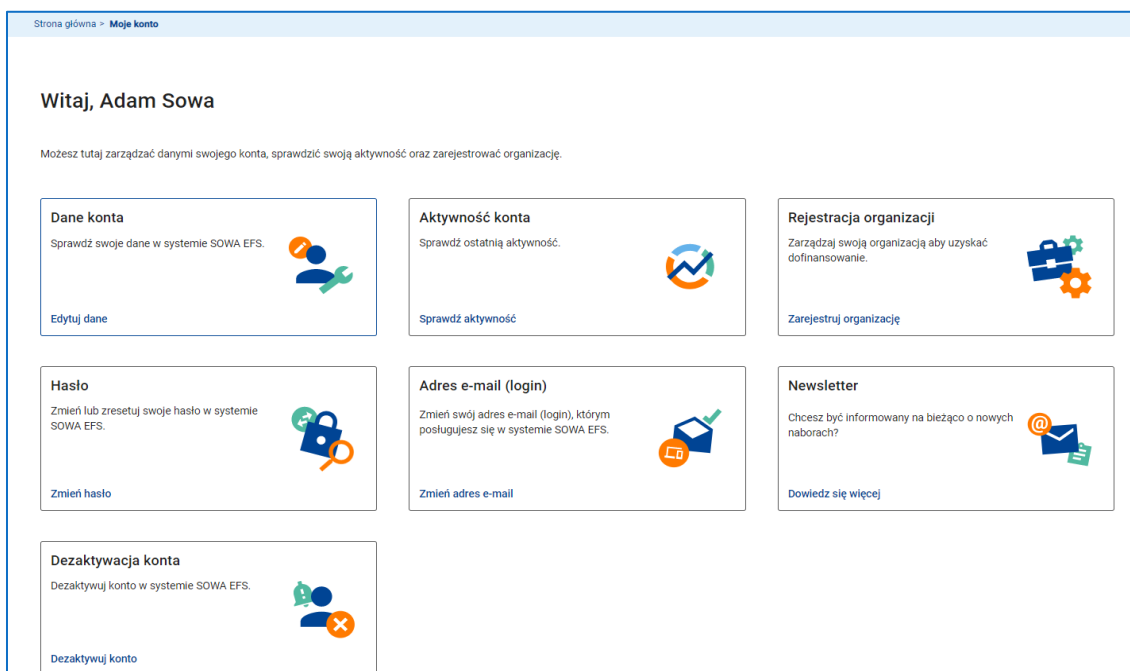 Strona główna > Moje konto
Witaj, Adam Sowa
Możesz tutaj zarządzać danymi swojego konta, sprawdzić swoją aktywność oraz zarejestrować organizację.
Dane konta
Sprawdź swoje dane w systemie SOWA EFS.
Edytuj dane
Aktywność konta
Sprawdź ostatnią aktywność.
Sprawdź aktywność
Rejestracja organizacji
Zarządzaj swoją organizacją aby uzyskać
dofinansowanie.
Zarejestruj organizację
Hasło
Zmień lub zresetuj swoje hasło w systemie
SOWA EFS.
Zmień hasło
Adres e-mail (login)
Zmień swój adres e-mail (login), którym
posługujesz się w systemie SOWA EFS.
Zmień adres e-mail
Newsletter
Chcesz być informowany na bieżąco o nowych
naborach?
Dowiedz się więcej
Dezaktywacja konta
Dezaktywuj konto w systemie SOWA EFS.
Dezaktywuj konto